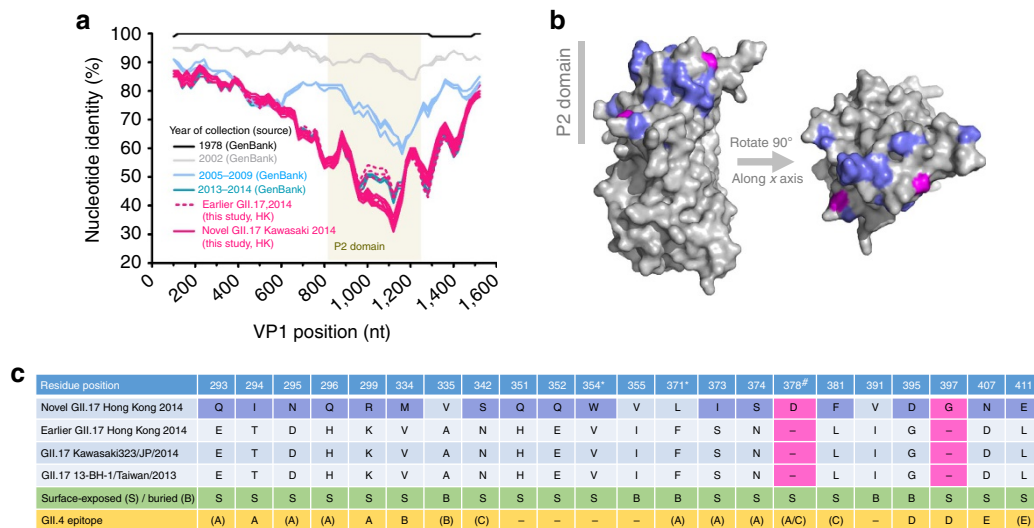 a
Nucleotide identity (%)
100
90
80
70
60
50
40
30
20
Year of collection (source)
1978 (GenBank)
2002 (GenBank)
2005–2009 (GenBank)
2013–2014 (GenBank)
Earlier GII.17,2014
(this study, HK)
Novel GII.17 Kawasaki 2014
(this study, HK)
P2 domain
0 200 400 600 800 1,000 1,200 1,400 1,600
VP1 position (nt)
b
P2 domain
Rotate 90°
Along x axis
c
Residue position 293 294 295 296 299 334 335 342 351 352 354* 355 371* 373 374 378# 381 391 395 397 407 411
Novel GII.17 Hong Kong 2014 Q I N Q R M V S Q Q W V L I S D F V D G N E
Earlier GII.17 Hong Kong 2014 E T D H K V A N H E V I F S N – L I G – D L
GII.17 Kawasaki323/JP/2014 E T D H K V A N H E V I F S N – L I G – D L
GII.17 13-BH-1/Taiwan/2013 E T D H K V A N H E V I F S N – L I G – D L
Surface-exposed (S) / buried (B) S S S S S S B S S S S B B S S S B B S S S S
GII.4 epitope (A) A (A) (A) A B (B) (C) – – – – (A) (A) (A) (A/C) (C) – D D E (E)